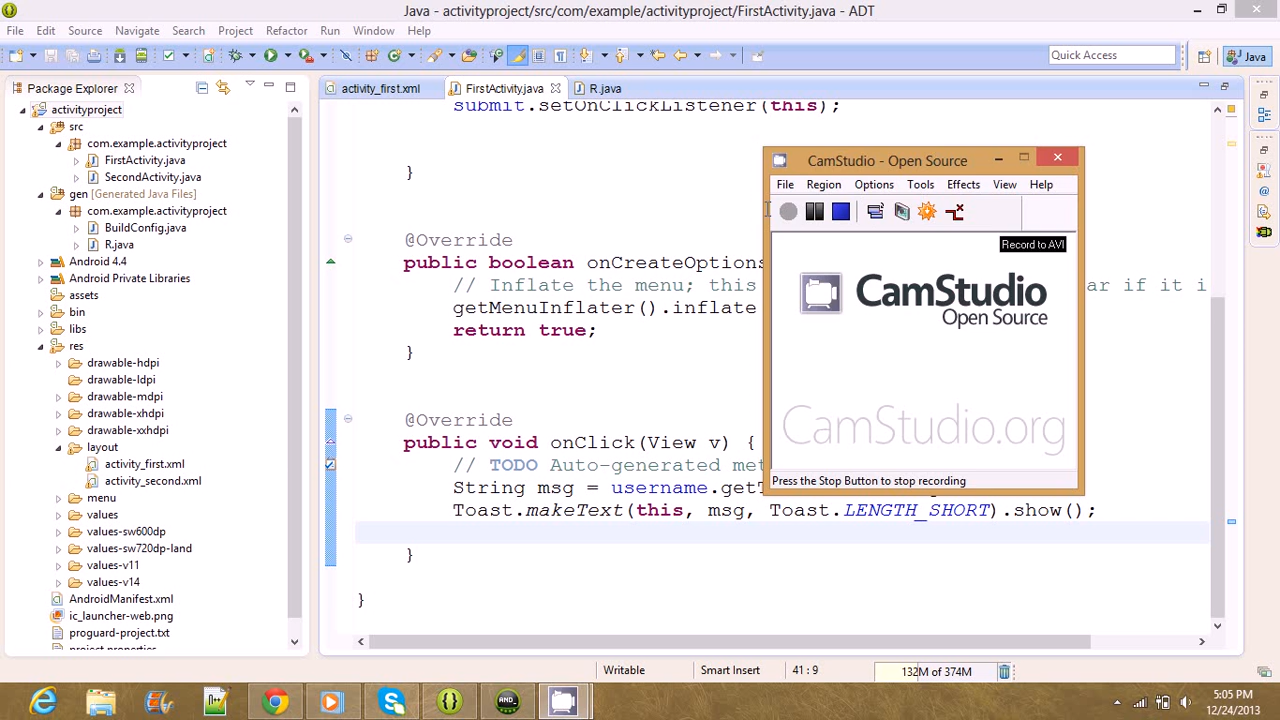 Java - activityproject/src/com/example/activityproject/FirstActivity.java - ADT
File Edit Source Navigate Search Project Refactor Run Window Help
Quick Access
Java
Package Explorer
activity_first.xml
FirstActivity.java
R.java
activityproject
src
com.example.activityproject
FirstActivity.java
SecondActivity.java
gen [Generated Java Files]
com.example.activityproject
BuildConfig.java
R.java
Android 4.4
Android Private Libraries
assets
bin
libs
res
drawable-hdpi
drawable-ldpi
drawable-mdpi
drawable-xhdpi
drawable-xxhdpi
layout
activity_first.xml
activity_second.xml
menu
values
values-sw600dp
values-sw720dp-land
values-v11
values-v14
AndroidManifest.xml
ic_launcher-web.png
proguard-project.txt
project.properties
submit.setOnClickListener(this);
}
@Override
public boolean onCreateOptions
// Inflate the menu; this ar if it i
getMenuInflater().inflate
return true;
}
@Override
public void onClick(View v) {
// TODO Auto-generated met
String msg = username.getT
Toast.makeText(this, msg, Toast.LENGTH_SHORT).show();
}
}
CamStudio - Open Source
File Region Options Tools Effects View Help
Record to AVI
CamStudio
Open Source
CamStudio.org
Press the Stop Button to stop recording
Writable
Smart Insert
41 : 9
132M of 374M
AND_
5:05 PM
12/24/2013